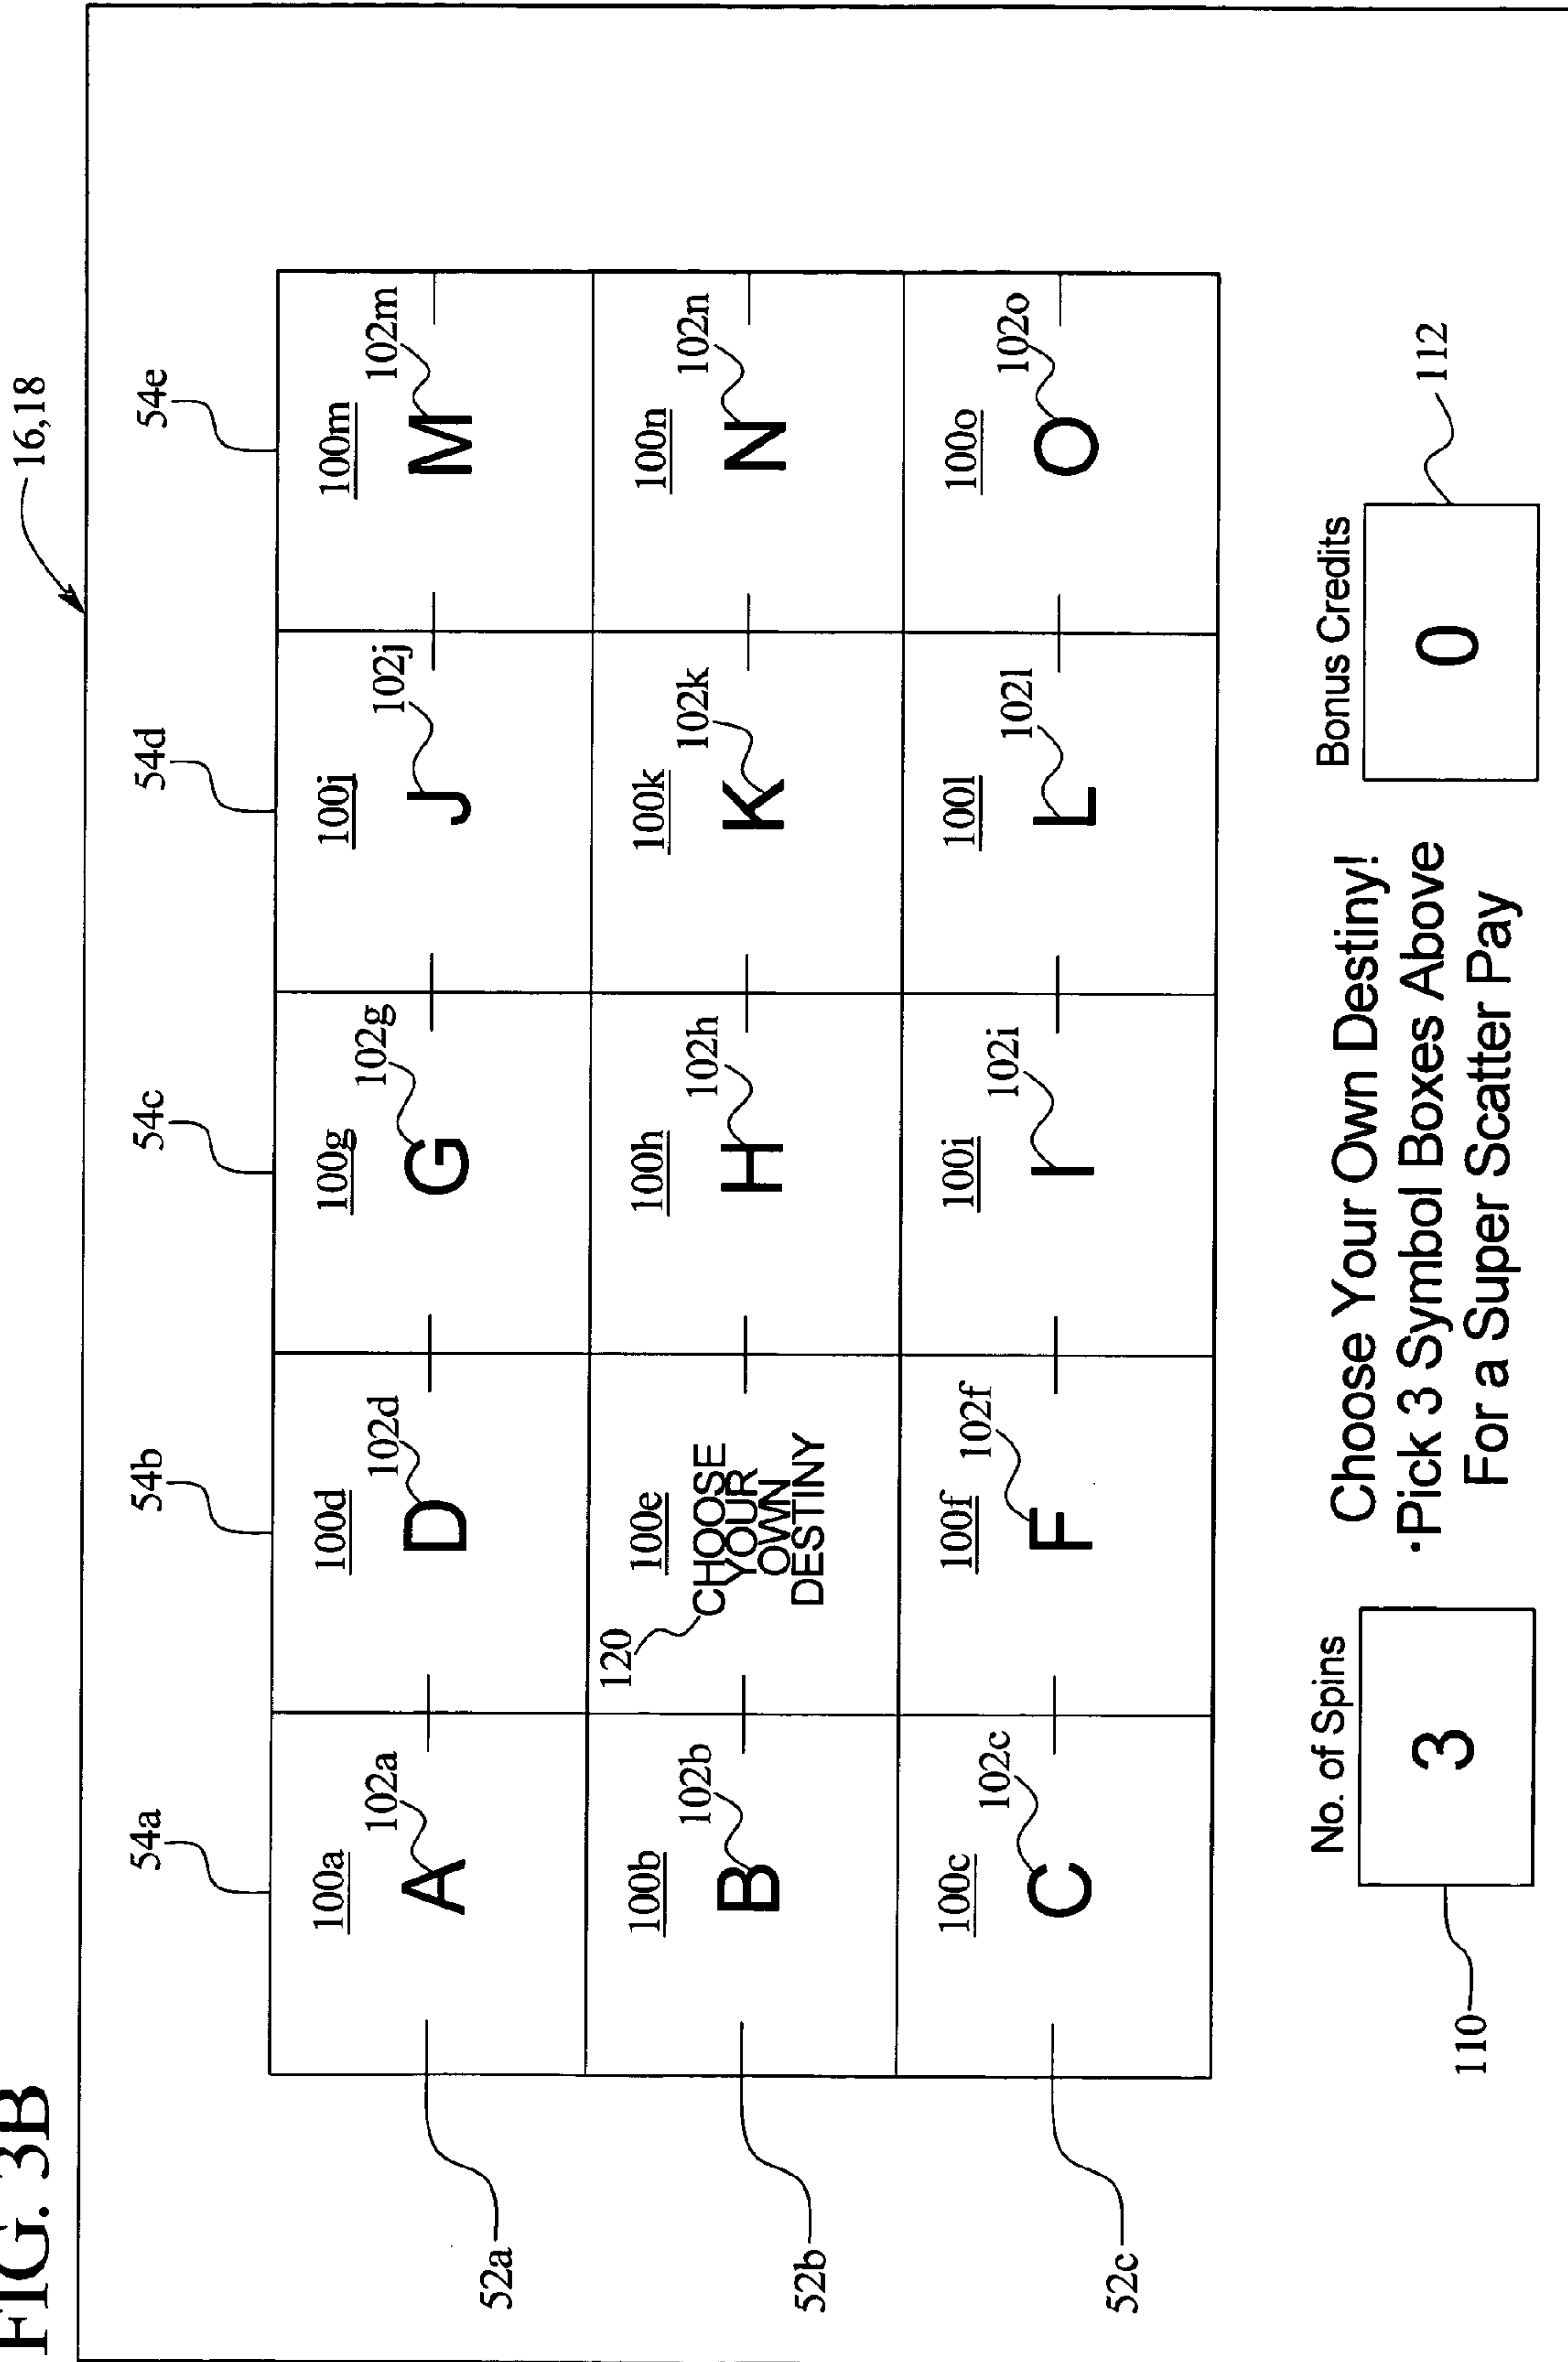 FIG. 3B
16,18
54a
54b
54c
54d
54e
100a
100d
100g
100j
100m
A
102a
D
102d
G
102g
J
102j
M
102m
52a
100b
100e
100h
100k
100n
120
B
102b
CHOOSE
YOUR
OWN
DESTINY
H
102h
K
102k
N
102n
52b
100c
100f
100i
100l
100o
C
102c
F
102f
I
102i
L
102l
O
102o
52c
No. of Spins
3
110
Choose Your Own Destiny!
·Pick 3 Symbol Boxes Above
For a Super Scatter Pay
Bonus Credits
0
112